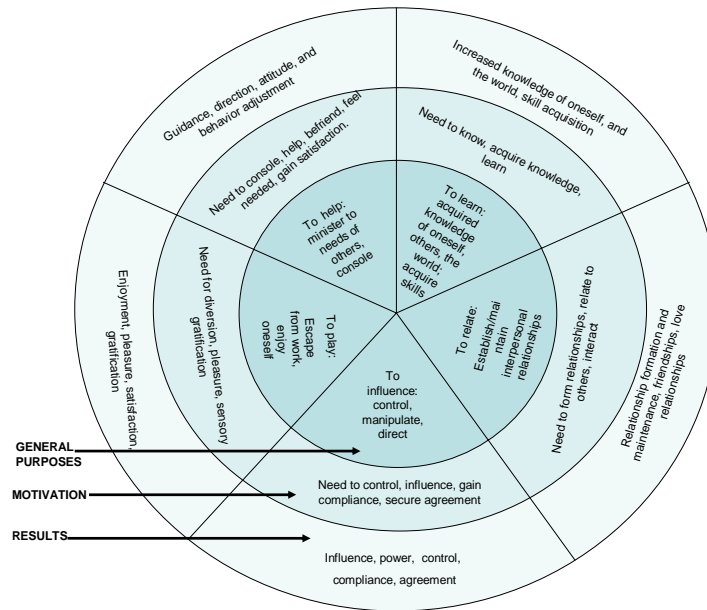 Guidance, direction, attitude, and
behavior adjustment
Increased knowledge of oneself, and
the world, skill acquisition
Need to console, help, befriend, feel
needed, gain satisfaction.
Need to know, acquire knowledge,
learn
To help:
minister to
needs of
others,
console
To learn:
acquired
knowledge
of oneself,
others, the
world;
acquire
skills
Enjoyment, pleasure, satisfaction,
gratification
Need for diversion, pleasure, sensory
gratification
To play:
Escape
from work,
enjoy
oneself
To relate:
Establish/mai
ntain
interpersonal
relationships
Need to form relationships, relate to
others, interact
Relationship formation and
maintenance, friendships, love
relationships
To
influence:
control,
manipulate,
direct
GENERAL
PURPOSES
MOTIVATION
Need to control, influence, gain
compliance, secure agreement
RESULTS
Influence, power, control,
compliance, agreement